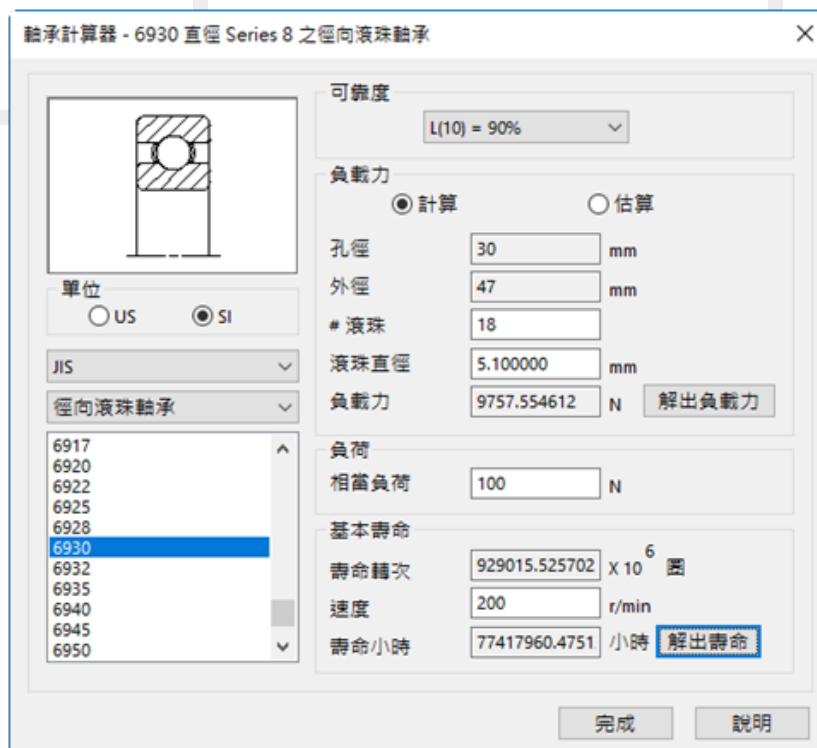 軸承計算器 - 6930 直徑 Series 8 之徑向滾珠軸承
可靠度
L(10) = 90%
負載力
計算 估算
孔徑 30 mm
外徑 47 mm
# 滾珠 18
滾珠直徑 5.100000 mm
負載力 9757.554612 N 解出負載力
單位
US SI
JIS
徑向滾珠軸承
6917
6920
6922
6925
6928
6930
6932
6935
6940
6945
6950
負荷
相當負荷 100 N
基本壽命
壽命轉次 929015.525702 X 10 6 圈
速度 200 r/min
壽命小時 77417960.4751 小時 解出壽命
完成 說明